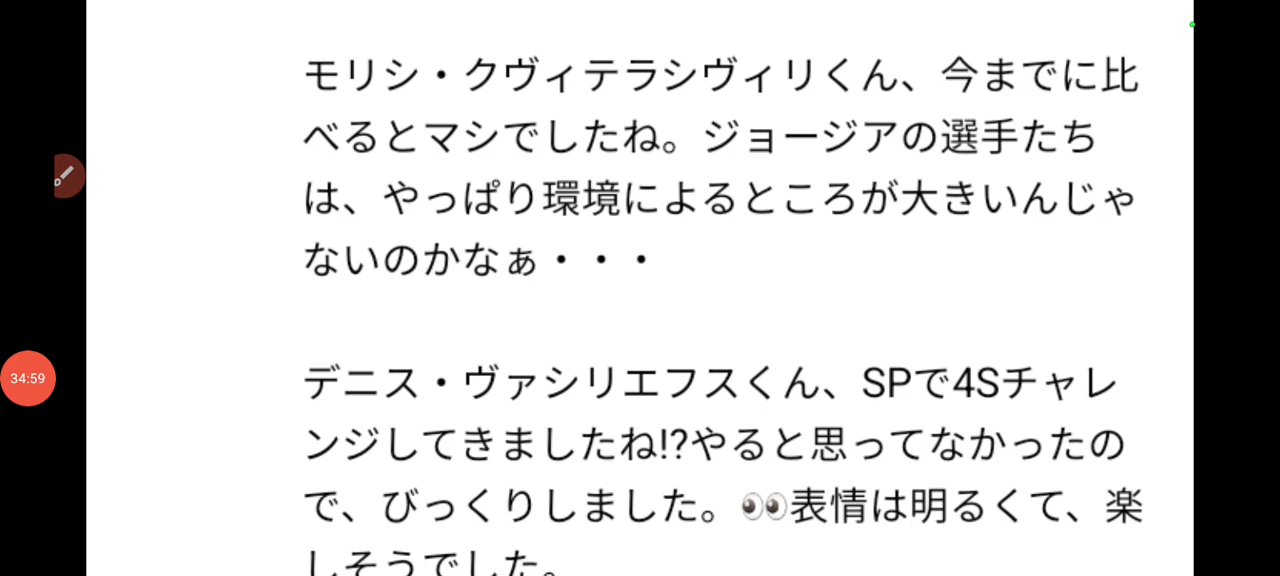 モリシ・クヴィテラシヴィリくん、今までに比
べるとマシでしたね。ジョージアの選手たち
は、やっぱり環境によるところが大きいんじゃ
ないのかなぁ・・・
34:59
デニス・ヴァシリエフスくん、SPで4Sチャレ
ンジしてきましたね!?やると思ってなかったの
で、びっくりしました。👀表情は明るくて、楽
しそうでした。